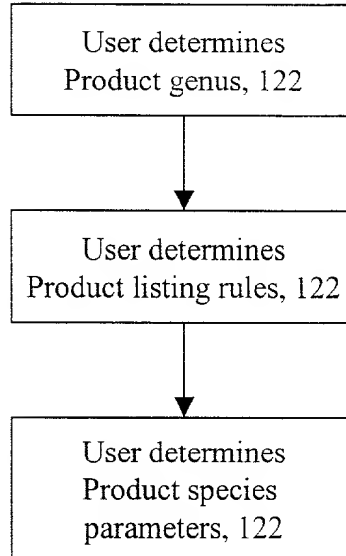 User determines
Product genus, 122
User determines
Product listing rules, 122
User determines
Product species
parameters, 122